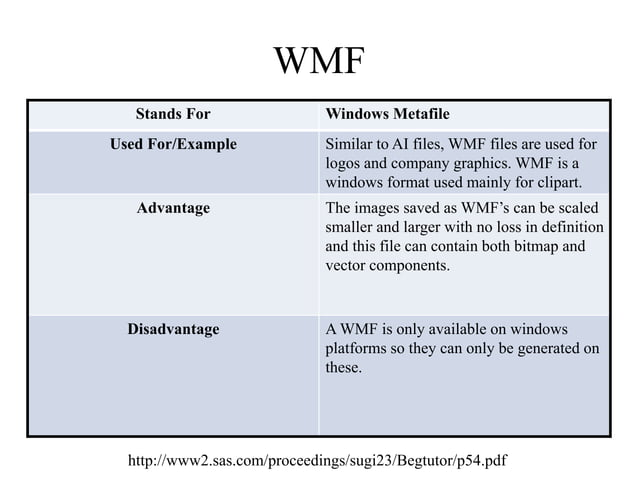 WMF
Stands For
Windows Metafile
Used For/Example
Similar to AI files, WMF files are used for
logos and company graphics. WMF is a
windows format used mainly for clipart.
Advantage
The images saved as WMF’s can be scaled
smaller and larger with no loss in definition
and this file can contain both bitmap and
vector components.
Disadvantage
A WMF is only available on windows
platforms so they can only be generated on
these.
http://www2.sas.com/proceedings/sugi23/Begtutor/p54.pdf